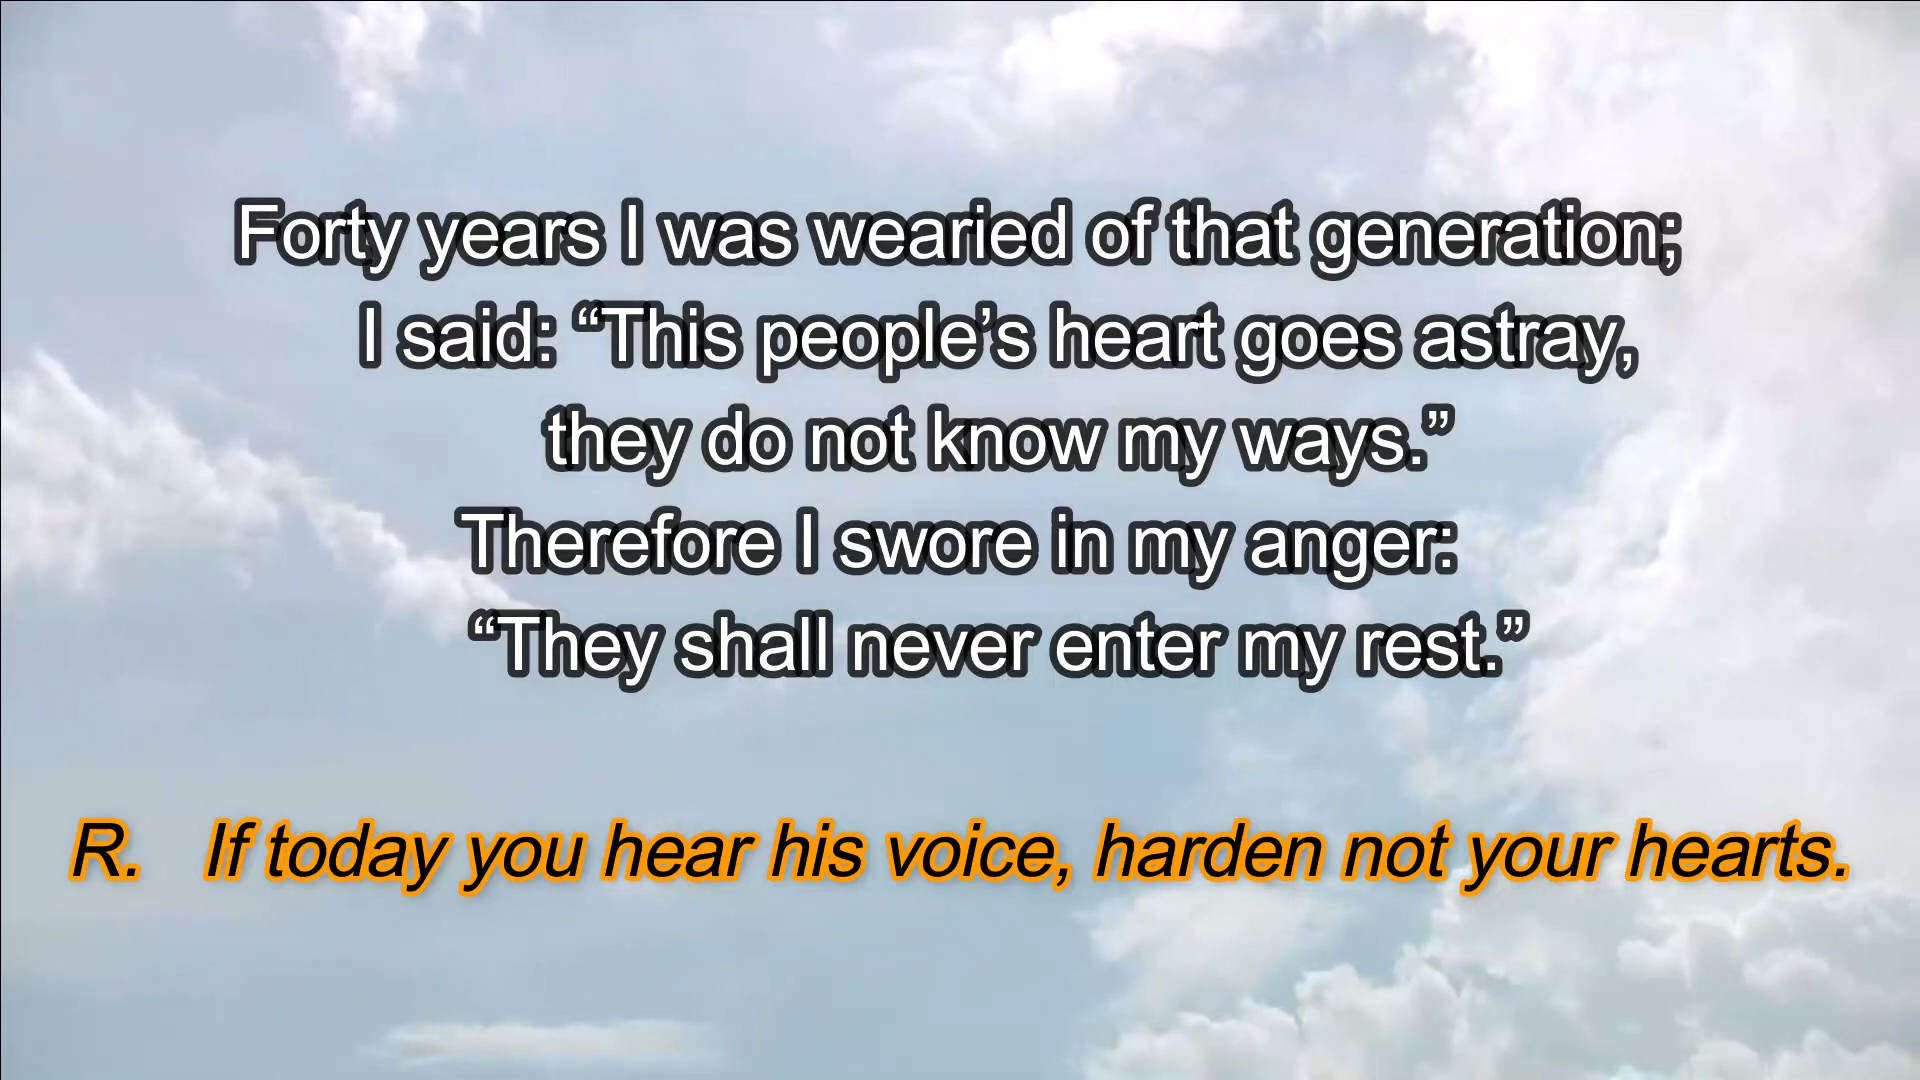 Forty years I was wearied of that generation;
I said: “This people’s heart goes astray,
they do not know my ways.”
Therefore I swore in my anger:
“They shall never enter my rest.”
R. If today you hear his voice, harden not your hearts.